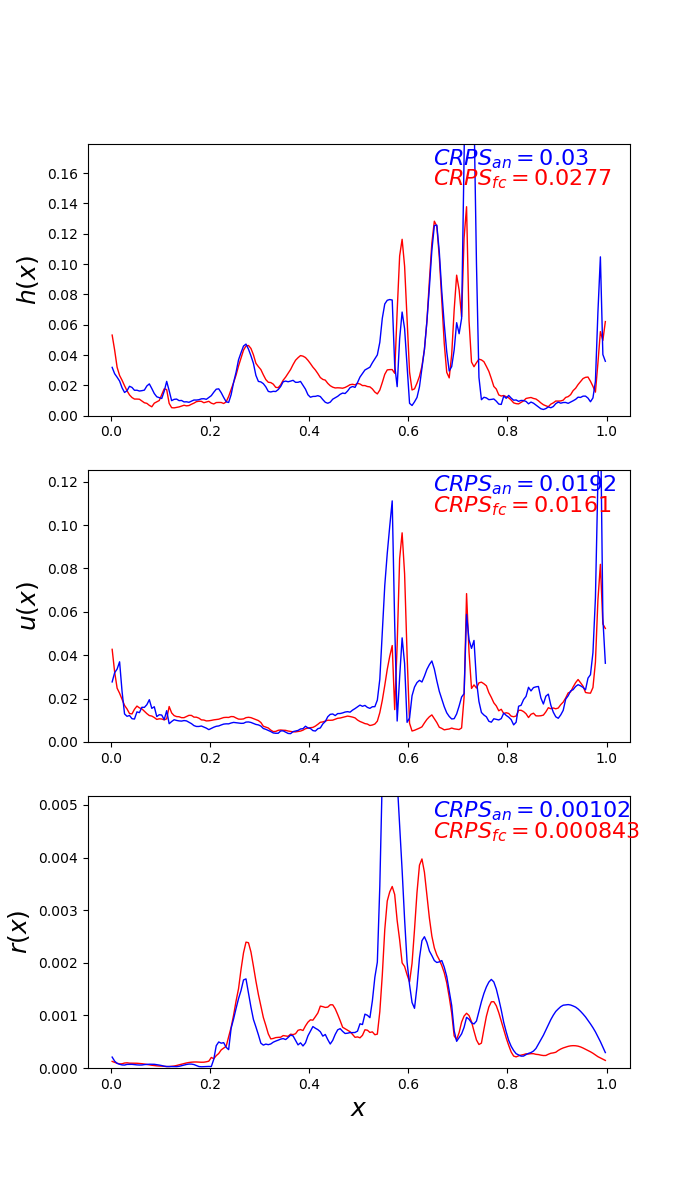 CRPS_an = 0.03
CRPS_fc = 0.0277
h(x)
0.16
0.14
0.12
0.10
0.08
0.06
0.04
0.02
0.00
0.0 0.2 0.4 0.6 0.8 1.0
CRPS_an = 0.0192
CRPS_fc = 0.0161
u(x)
0.12
0.10
0.08
0.06
0.04
0.02
0.00
0.0 0.2 0.4 0.6 0.8 1.0
CRPS_an = 0.00102
CRPS_fc = 0.000843
r(x)
0.005
0.004
0.003
0.002
0.001
0.000
0.0 0.2 0.4 0.6 0.8 1.0
x